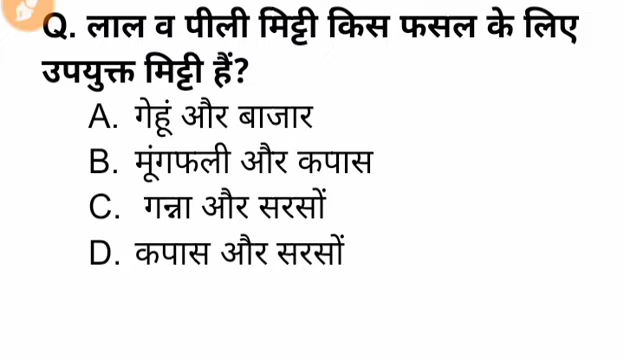 Q. लाल व पीली मिट्टी किस फसल के लिए
उपयुक्त मिट्टी हैं?
A. गेहूं और बाजार
B. मूंगफली और कपास
C. गन्ना और सरसों
D. कपास और सरसों